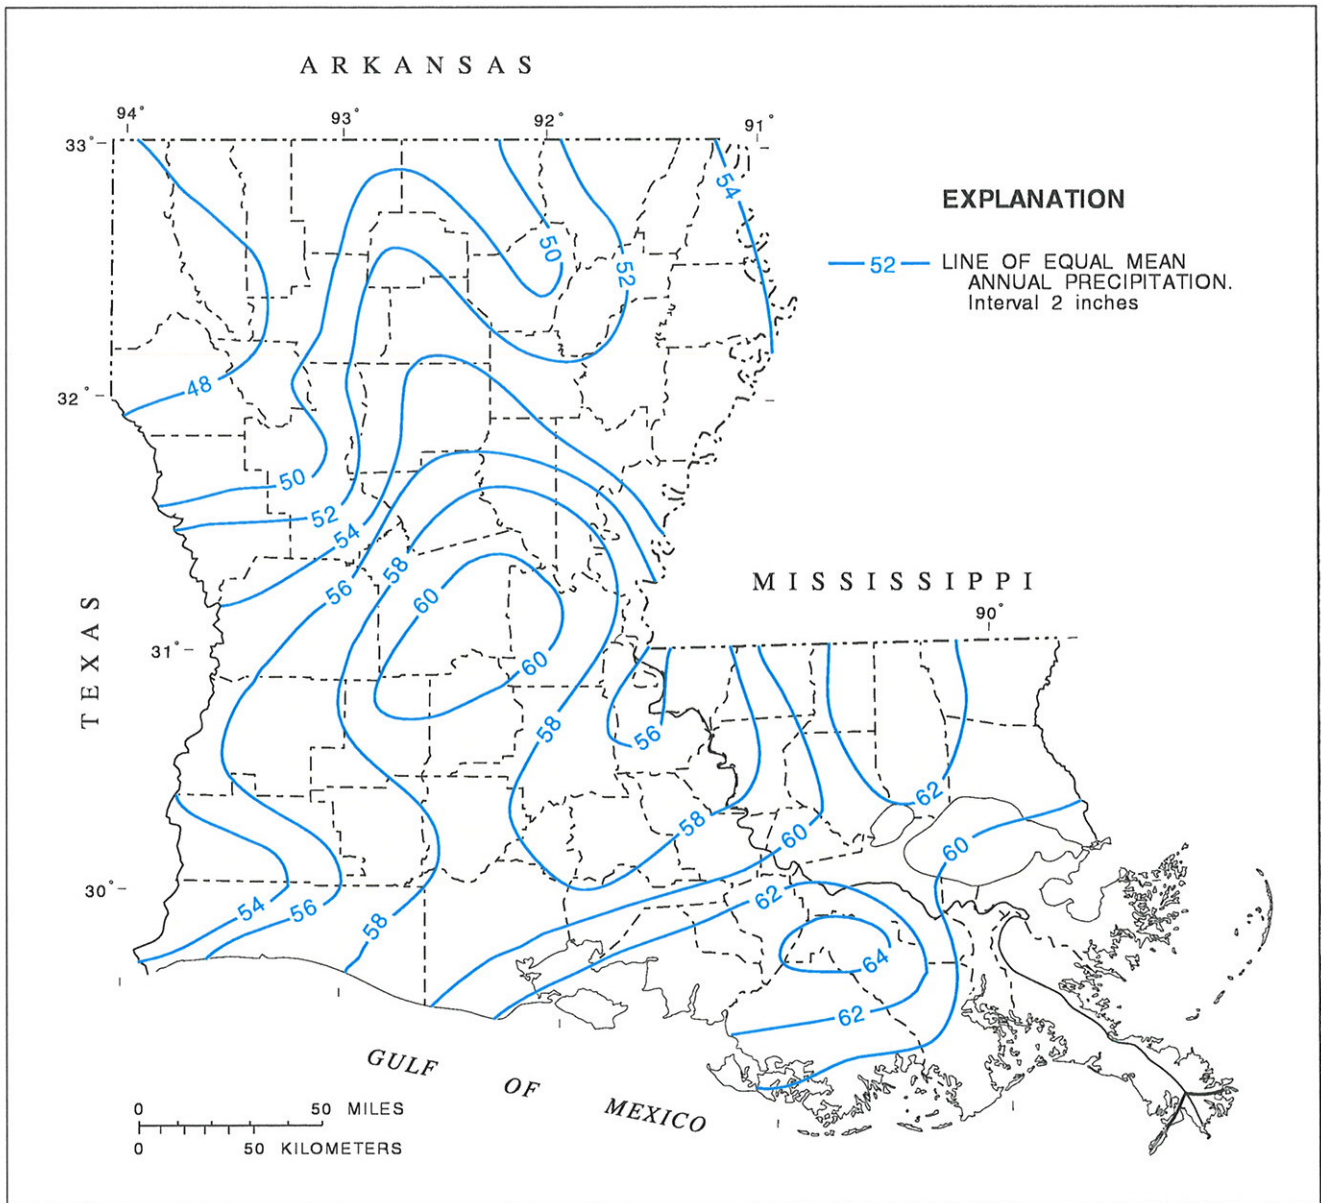 ARKANSAS
94° 93° 92° 91°
33°
54
EXPLANATION
50
52
52 LINE OF EQUAL MEAN
ANNUAL PRECIPITATION.
Interval 2 inches
48
32°
50
52
54
58
56
60
MISSISSIPPI
90°
TEXAS
31°
60
58
56
62
58
60
60
30°
62
54
56
58
64
62
GULF OF MEXICO
0 50 MILES
0 50 KILOMETERS